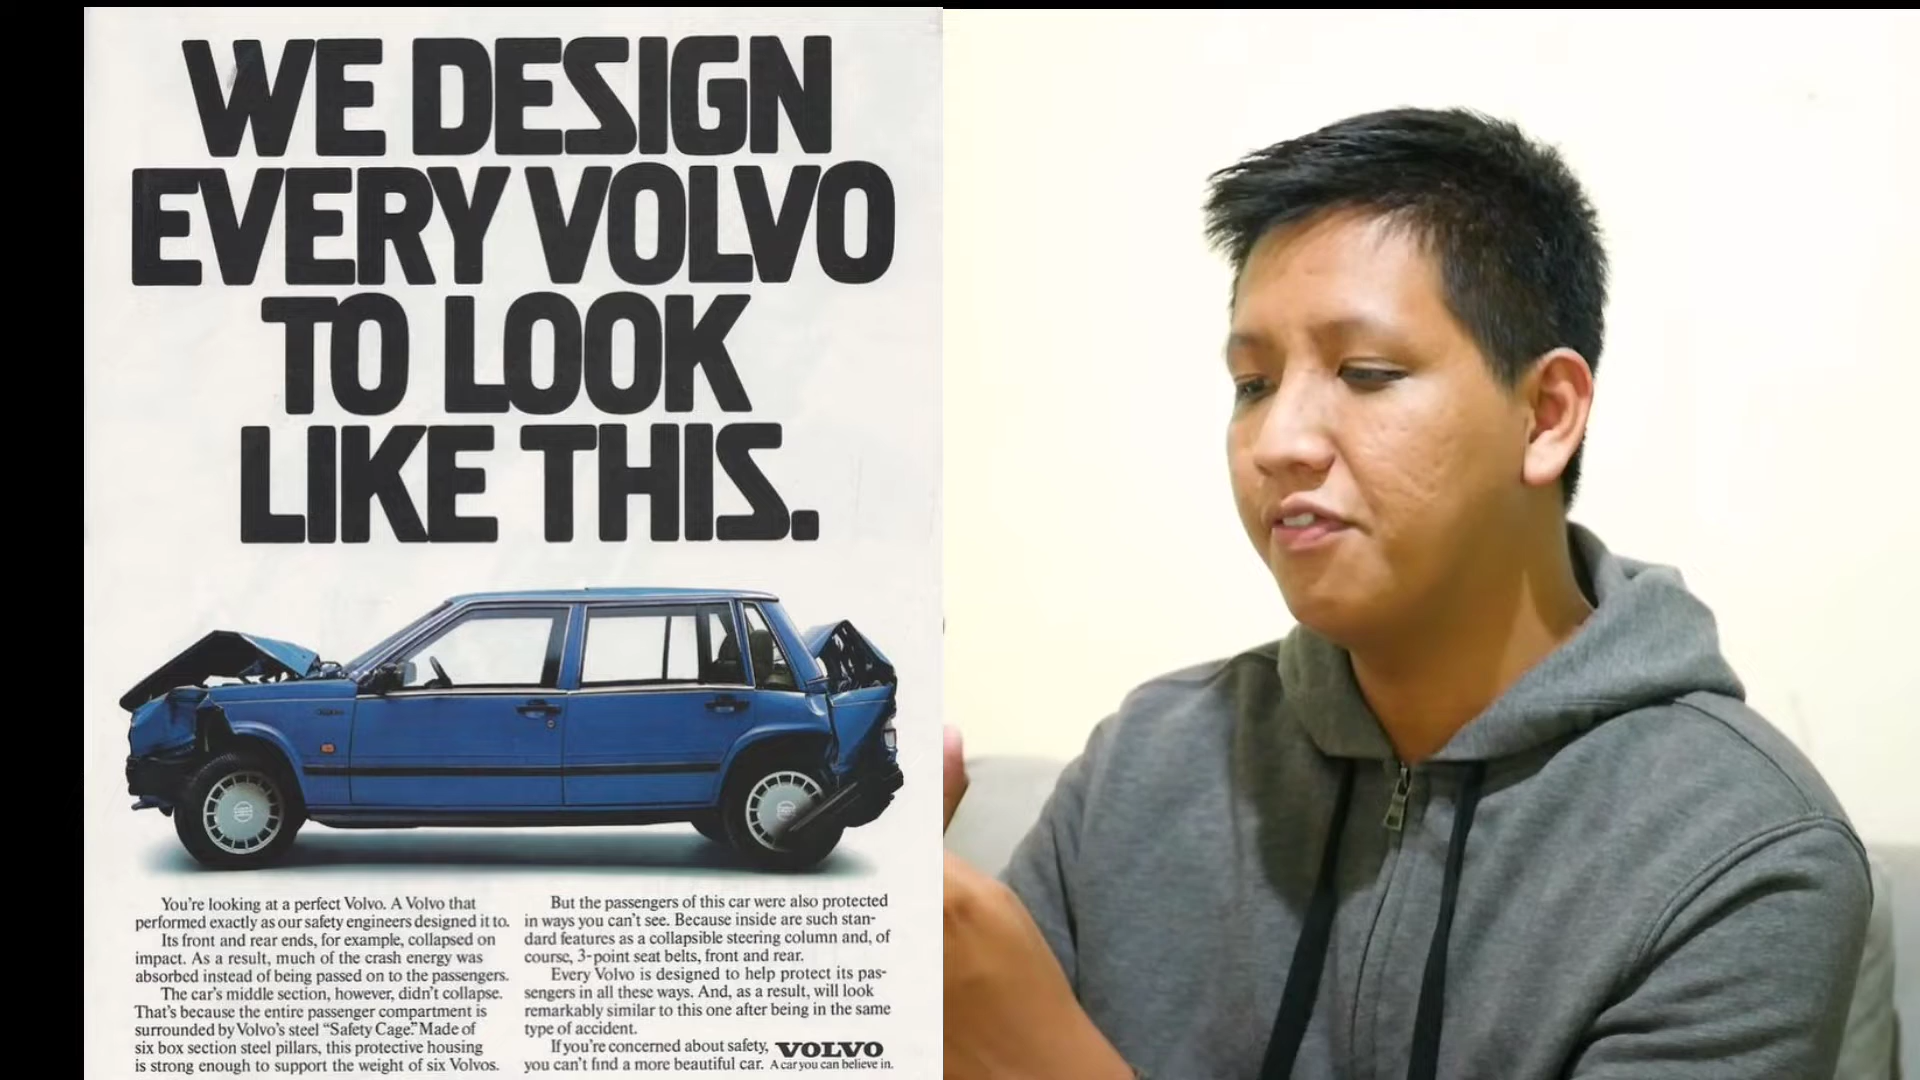 WE DESIGN
EVERY VOLVO
TO LOOK
LIKE THIS.
You're looking at a perfect Volvo. A Volvo that
performed exactly as our safety engineers designed it to.
Its front and rear ends, for example, collapsed on
impact. As a result, much of the crash energy was
absorbed instead of being passed on to the passengers.
The car's middle section, however, didn't collapse.
That's because the entire passenger compartment is
surrounded by Volvo's steel “Safety Cage.” Made of
six box section steel pillars, this protective housing
is strong enough to support the weight of six Volvos.
But the passengers of this car were also protected
in ways you can't see. Because inside are such stan-
dard features as a collapsible steering column and, of
course, 3-point seat belts, front and rear.
Every Volvo is designed to help protect its pas-
sengers in all these ways. And, as a result, will look
remarkably similar to this one after being in the same
type of accident.
If you're concerned about safety,
you can't find a more beautiful car.
VOLVO
A car you can believe in.